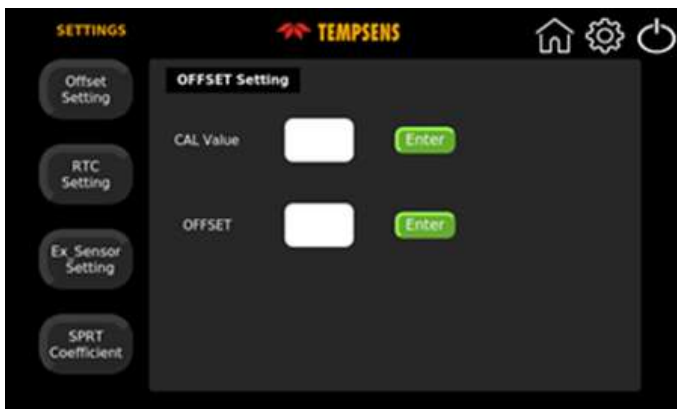 SETTINGS
TEMPSENS
Offset
Setting
OFFSET Setting
CAL Value
Enter
RTC
Setting
OFFSET
Enter
Ex_Sensor
Setting
SPRT
Coefficient